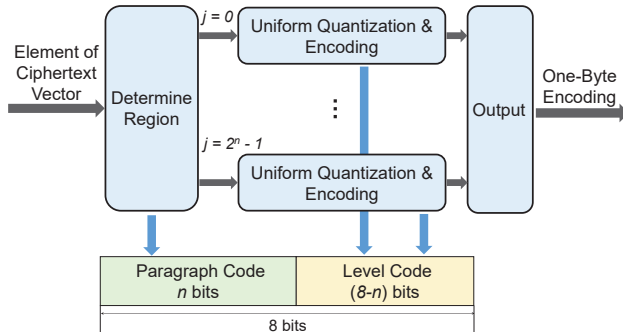 Element of
Ciphertext
Vector
Determine
Region
j = 0
Uniform Quantization &
Encoding
⋮
j = 2ⁿ - 1
Uniform Quantization &
Encoding
Output
One-Byte
Encoding
Paragraph Code
n bits
Level Code
(8-n) bits
8 bits